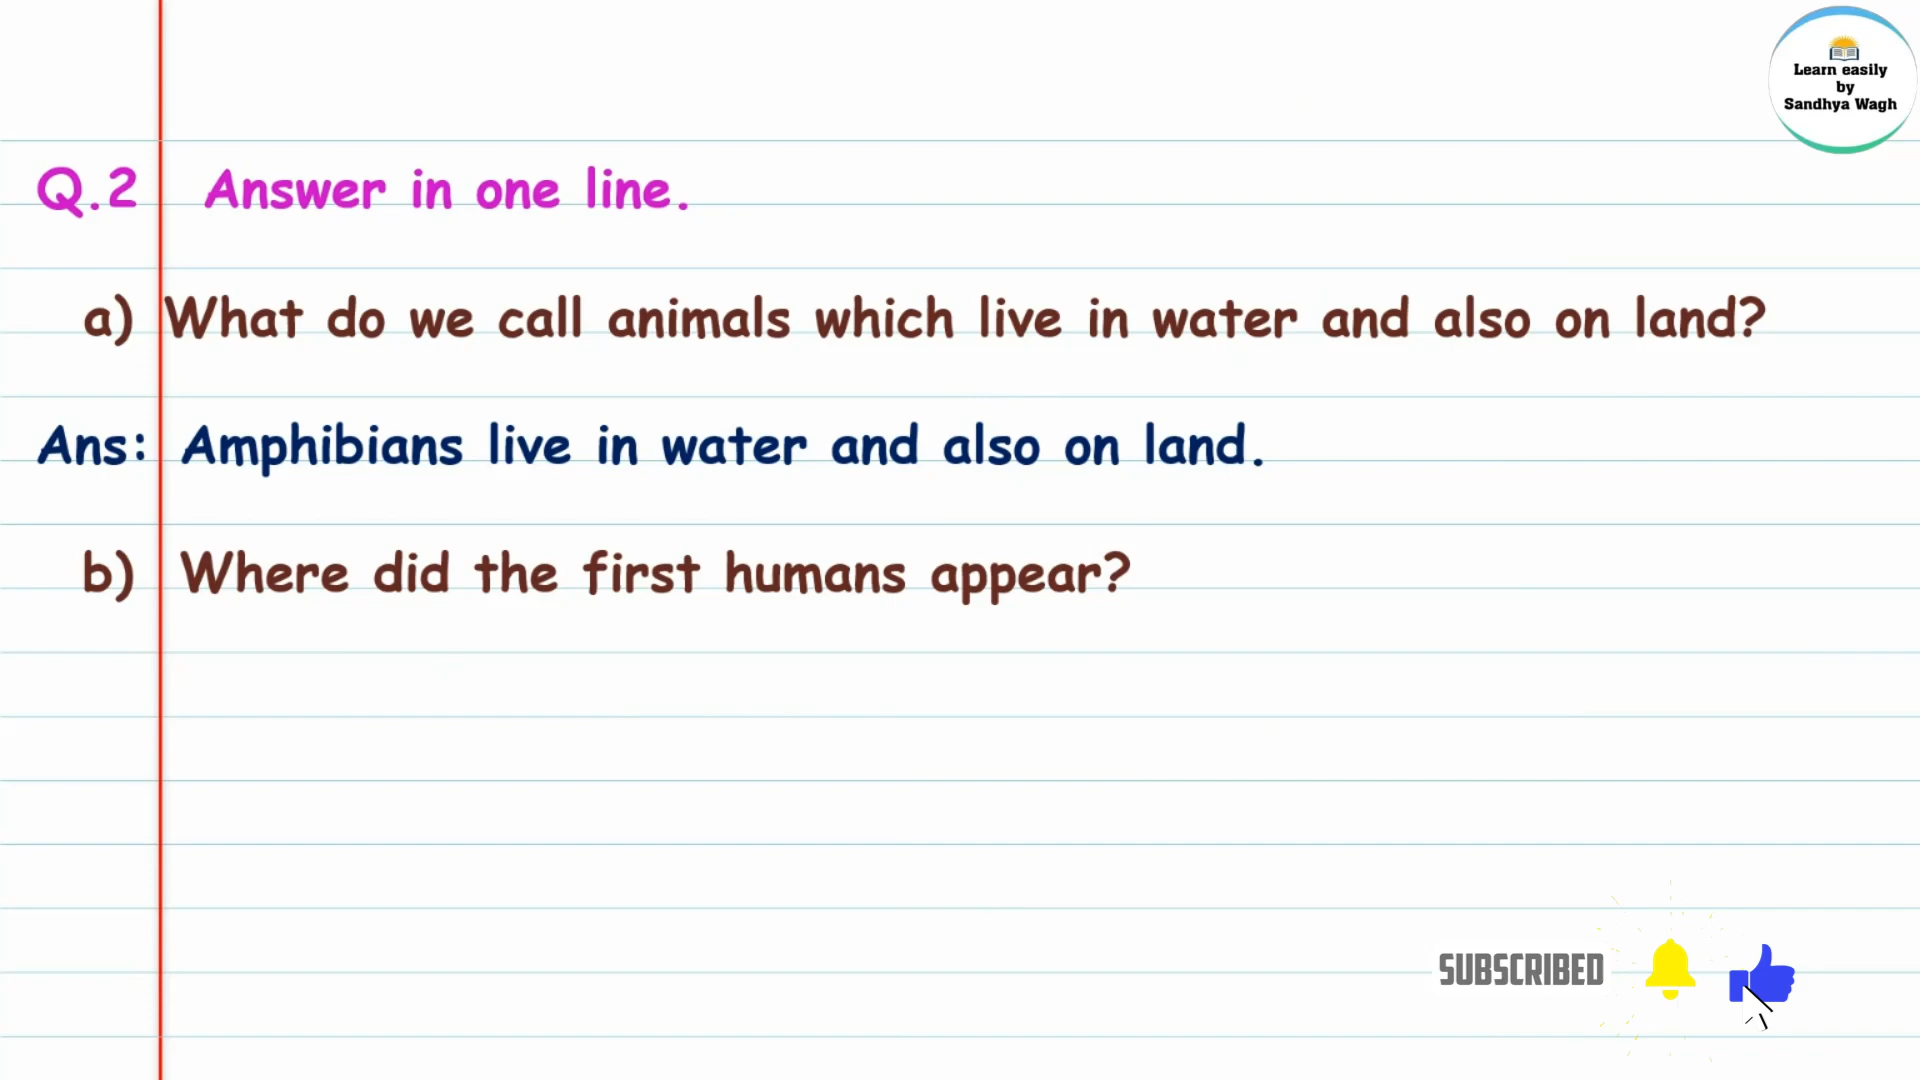 Learn easily
by
Sandhya Wagh
Q.2 Answer in one line.
a) What do we call animals which live in water and also on land?
Ans: Amphibians live in water and also on land.
b) Where did the first humans appear?
SUBSCRIBED